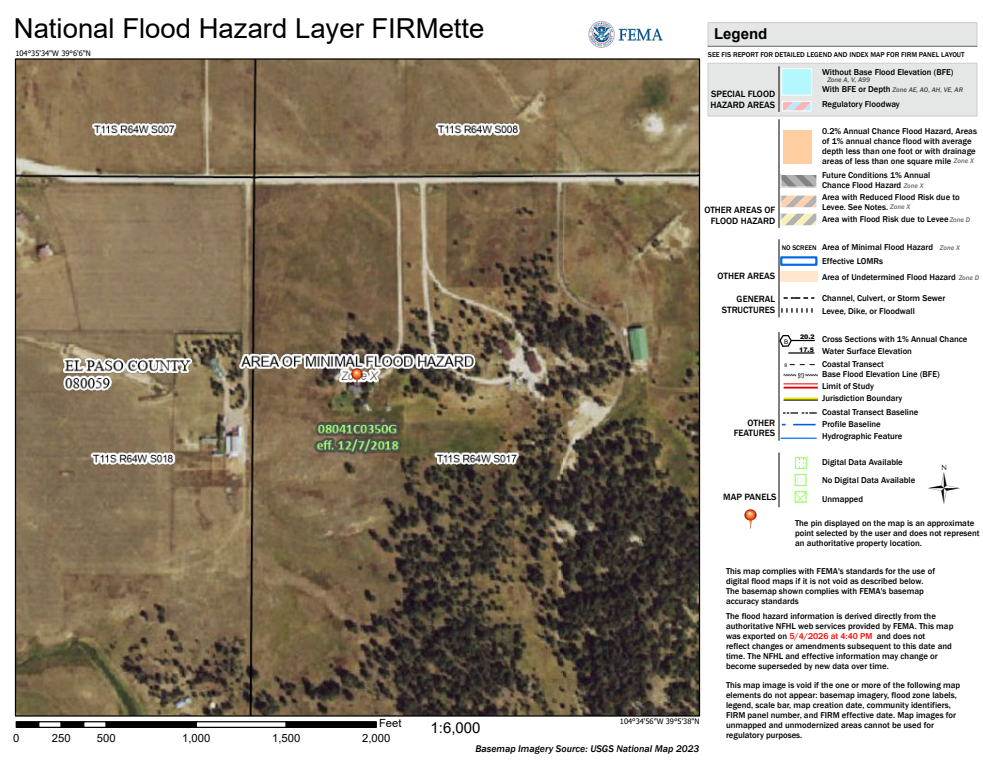 National Flood Hazard Layer FIRMette
FEMA
104°35'34"W 39°6'6"N
T11S R64W S007
T11S R64W S008
EL PASO COUNTY
080059
AREA OF MINIMAL FLOOD HAZARD
Zone X
08041C0350G
eff. 12/7/2018
T11S R64W S018
T11S R64W S017
104°34'56"W 39°5'38"N
Feet
0 250 500 1,000 1,500 2,000
1:6,000
Basemap Imagery Source: USGS National Map 2023
Legend
SEE FIS REPORT FOR DETAILED LEGEND AND INDEX MAP FOR FIRM PANEL LAYOUT
SPECIAL FLOOD
HAZARD AREAS
Without Base Flood Elevation (BFE)
Zone A, V, A99
With BFE or Depth Zone AE, AO, AH, VE, AR
Regulatory Floodway
OTHER AREAS OF
FLOOD HAZARD
0.2% Annual Chance Flood Hazard, Areas
of 1% annual chance flood with average
depth less than one foot or with drainage
areas of less than one square mile Zone X
Future Conditions 1% Annual
Chance Flood Hazard Zone X
Area with Reduced Flood Risk due to
Levee. See Notes. Zone X
Area with Flood Risk due to Levee Zone D
OTHER AREAS
NO SCREEN Area of Minimal Flood Hazard Zone X
Effective LOMRs
Area of Undetermined Flood Hazard Zone D
GENERAL
STRUCTURES
Channel, Culvert, or Storm Sewer
Levee, Dike, or Floodwall
OTHER
FEATURES
B 20.2 Cross Sections with 1% Annual Chance
17.5 Water Surface Elevation
8 Coastal Transect
513 Base Flood Elevation Line (BFE)
Limit of Study
Jurisdiction Boundary
Coastal Transect Baseline
Profile Baseline
Hydrographic Feature
MAP PANELS
Digital Data Available
No Digital Data Available
Unmapped
N
The pin displayed on the map is an approximate
point selected by the user and does not represent
an authoritative property location.
This map complies with FEMA's standards for the use of
digital flood maps if it is not void as described below.
The basemap shown complies with FEMA's basemap
accuracy standards
The flood hazard information is derived directly from the
authoritative NFHL web services provided by FEMA. This map
was exported on 5/4/2026 at 4:40 PM and does not
reflect changes or amendments subsequent to this date and
time. The NFHL and effective information may change or
become superseded by new data over time.
This map image is void if the one or more of the following map
elements do not appear: basemap imagery, flood zone labels,
legend, scale bar, map creation date, community identifiers,
FIRM panel number, and FIRM effective date. Map images for
unmapped and unmodernized areas cannot be used for
regulatory purposes.